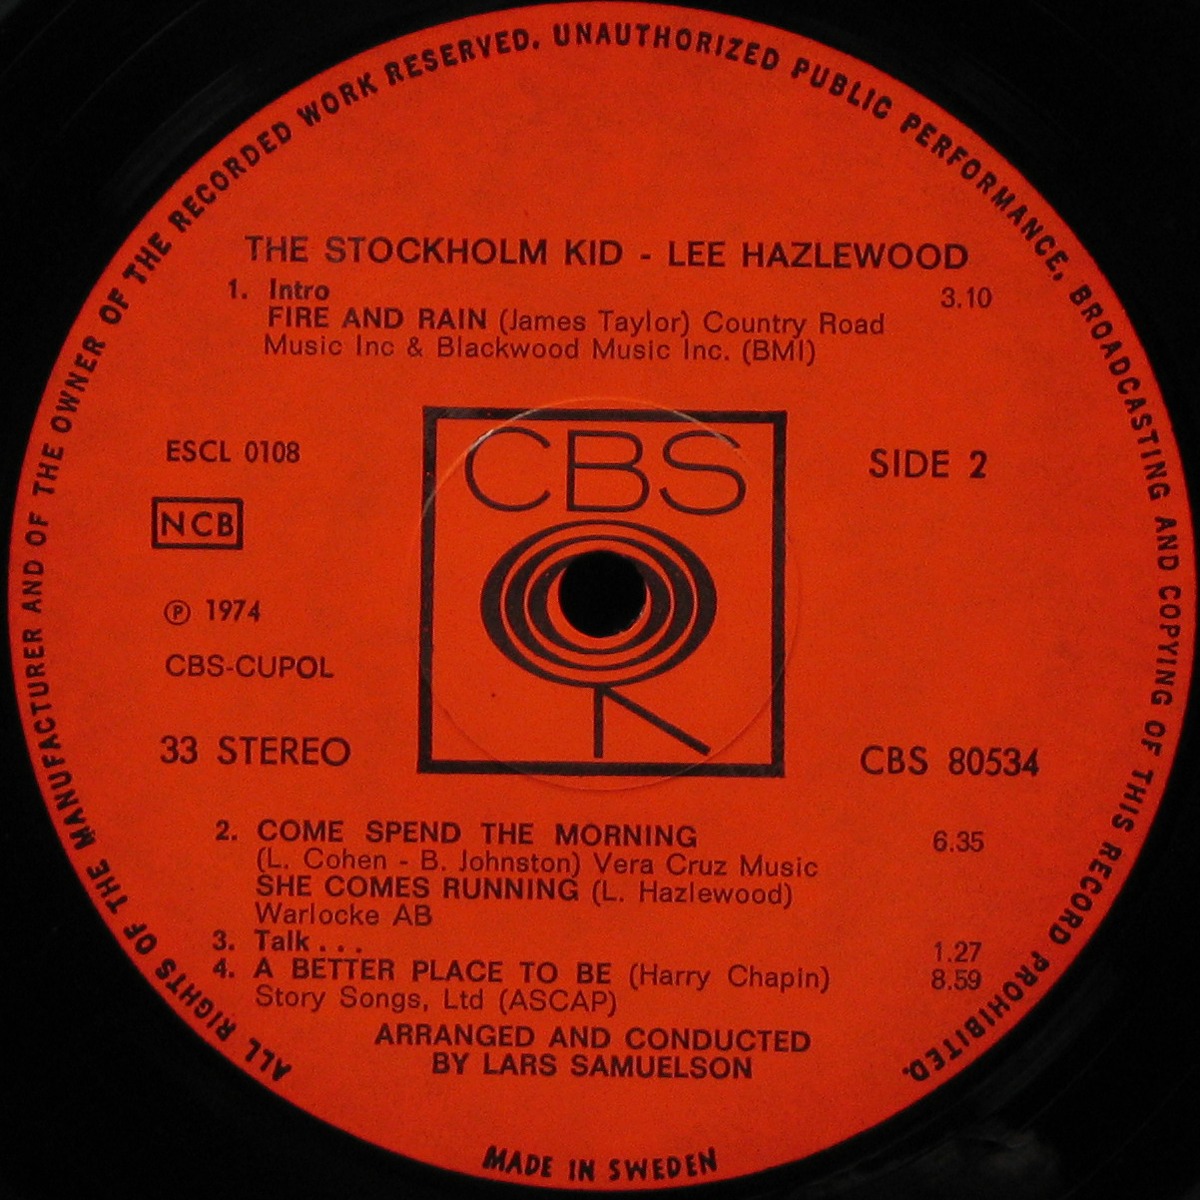 ALL RIGHTS OF THE MANUFACTURER AND OF THE OWNER OF THE RECORDED WORK RESERVED. UNAUTHORIZED PUBLIC PERFORMANCE, BROADCASTING AND COPYING OF THIS RECORD PROHIBITED.
THE STOCKHOLM KID - LEE HAZLEWOOD
1. Intro 3.10
FIRE AND RAIN (James Taylor) Country Road
Music Inc & Blackwood Music Inc. (BMI)
CBS
ESCL 0108
SIDE 2
NCB
℗ 1974
CBS-CUPOL
33 STEREO
CBS 80534
2. COME SPEND THE MORNING 6.35
(L. Cohen - B. Johnston) Vera Cruz Music
SHE COMES RUNNING (L. Hazlewood)
Warlocke AB
3. Talk . . . 1.27
4. A BETTER PLACE TO BE (Harry Chapin) 8.59
Story Songs, Ltd (ASCAP)
ARRANGED AND CONDUCTED
BY LARS SAMUELSON
MADE IN SWEDEN